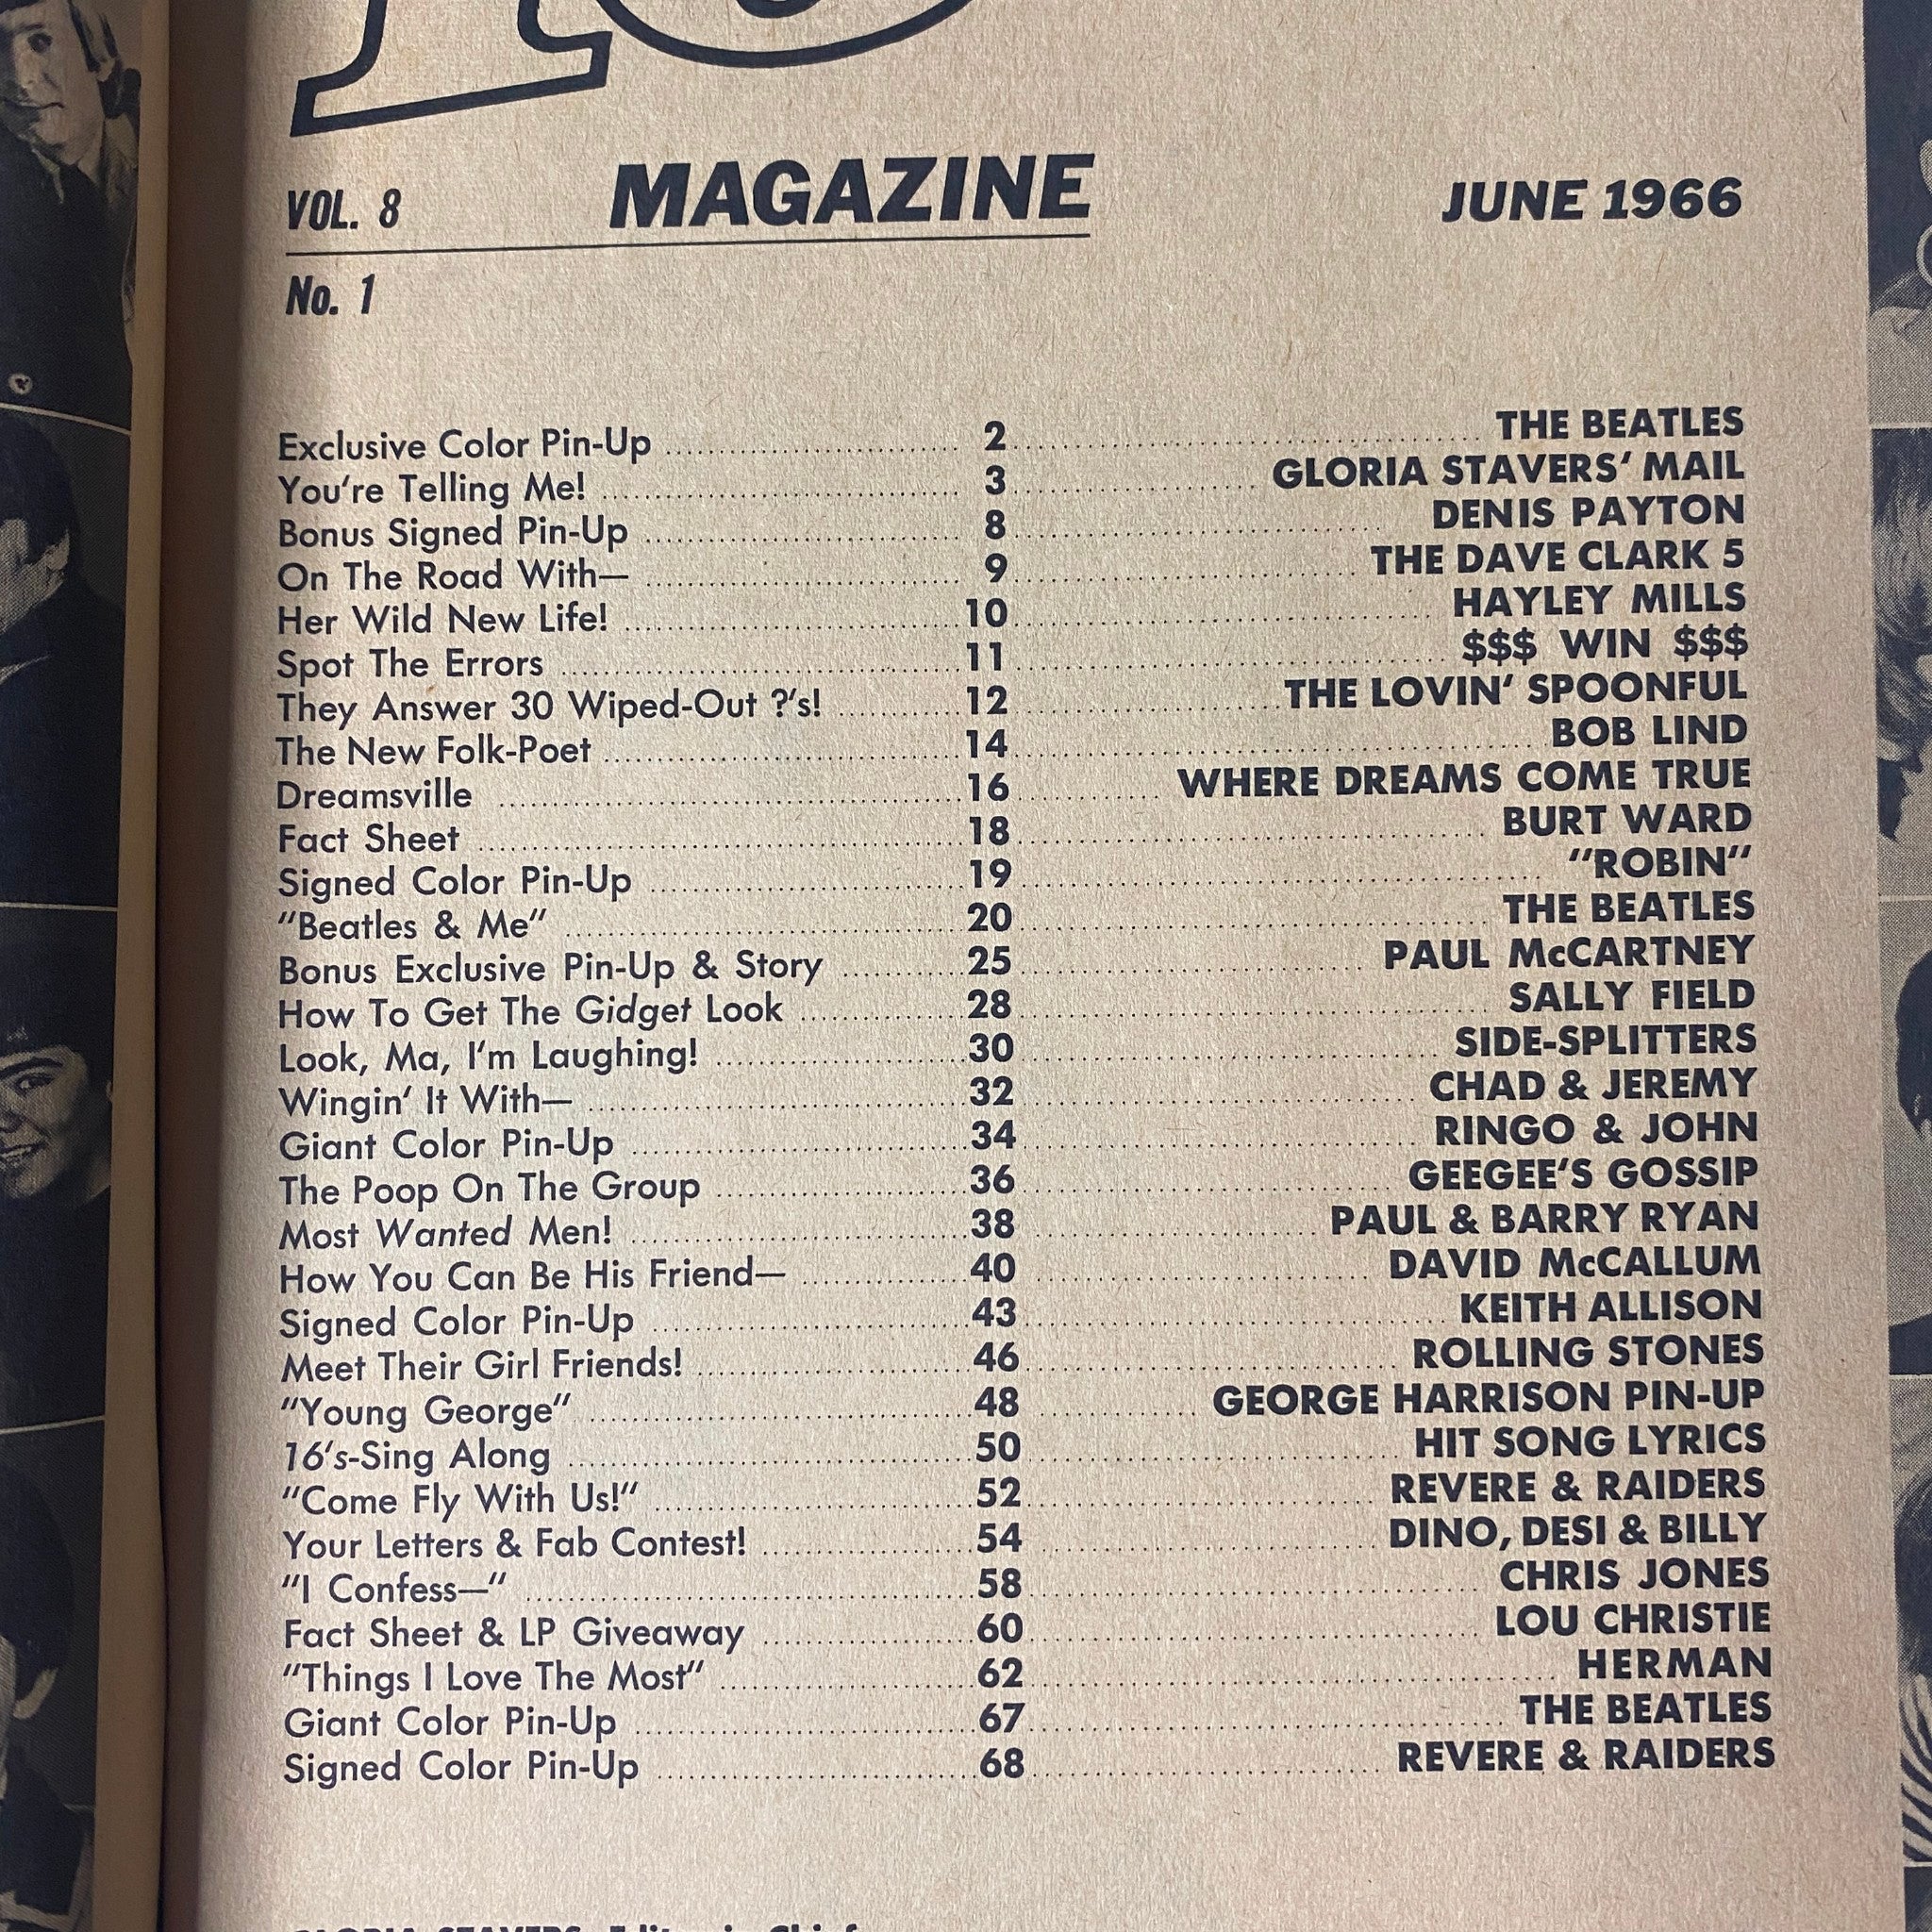 MAGAZINE
VOL. 8
JUNE 1966
No. 1
Exclusive Color Pin-Up 2 THE BEATLES
You're Telling Me! 3 GLORIA STAVERS' MAIL
Bonus Signed Pin-Up 8 DENIS PAYTON
On The Road With— 9 THE DAVE CLARK 5
Her Wild New Life! 10 HAYLEY MILLS
Spot The Errors 11 $$$ WIN $$$
They Answer 30 Wiped-Out ?'s! 12 THE LOVIN' SPOONFUL
The New Folk-Poet 14 BOB LIND
Dreamsville 16 WHERE DREAMS COME TRUE
Fact Sheet 18 BURT WARD
Signed Color Pin-Up 19 "ROBIN"
"Beatles & Me" 20 THE BEATLES
Bonus Exclusive Pin-Up & Story 25 PAUL McCARTNEY
How To Get The Gidget Look 28 SALLY FIELD
Look, Ma, I'm Laughing! 30 SIDE-SPLITTERS
Wingin' It With— 32 CHAD & JEREMY
Giant Color Pin-Up 34 RINGO & JOHN
The Poop On The Group 36 GEEGEE'S GOSSIP
Most Wanted Men! 38 PAUL & BARRY RYAN
How You Can Be His Friend— 40 DAVID McCALLUM
Signed Color Pin-Up 43 KEITH ALLISON
Meet Their Girl Friends! 46 ROLLING STONES
"Young George" 48 GEORGE HARRISON PIN-UP
16's-Sing Along 50 HIT SONG LYRICS
"Come Fly With Us!" 52 REVERE & RAIDERS
Your Letters & Fab Contest! 54 DINO, DESI & BILLY
"I Confess—" 58 CHRIS JONES
Fact Sheet & LP Giveaway 60 LOU CHRISTIE
"Things I Love The Most" 62 HERMAN
Giant Color Pin-Up 67 THE BEATLES
Signed Color Pin-Up 68 REVERE & RAIDERS